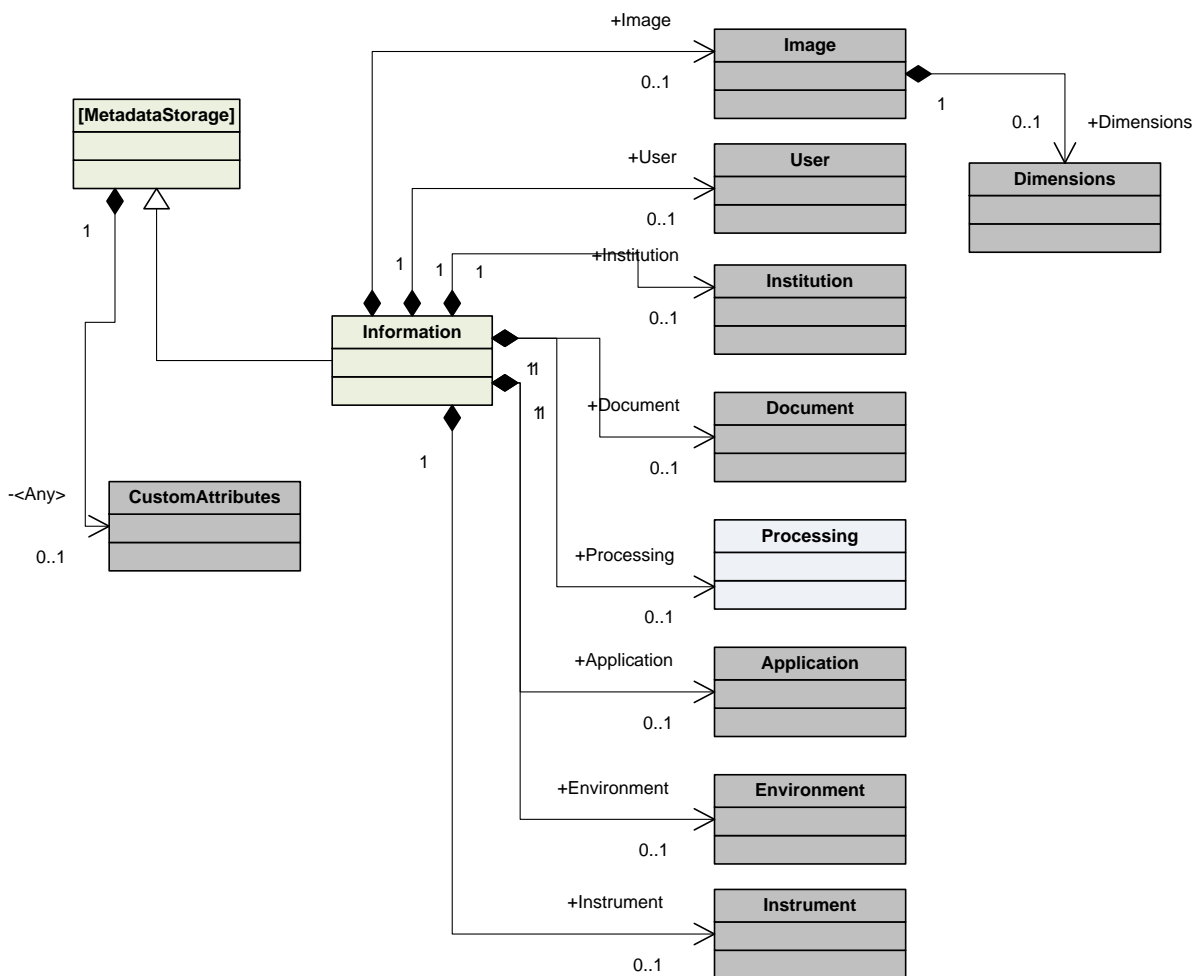 +Image
Image
0..1
1
0..1
+Dimensions
Dimensions
[MetadataStorage]
1
+User
User
0..1
1
1
1
+Institution
Institution
0..1
Information
11
11
1
+Document
Document
0..1
-<Any>
0..1
CustomAttributes
+Processing
Processing
0..1
+Application
Application
0..1
+Environment
Environment
0..1
+Instrument
Instrument
0..1